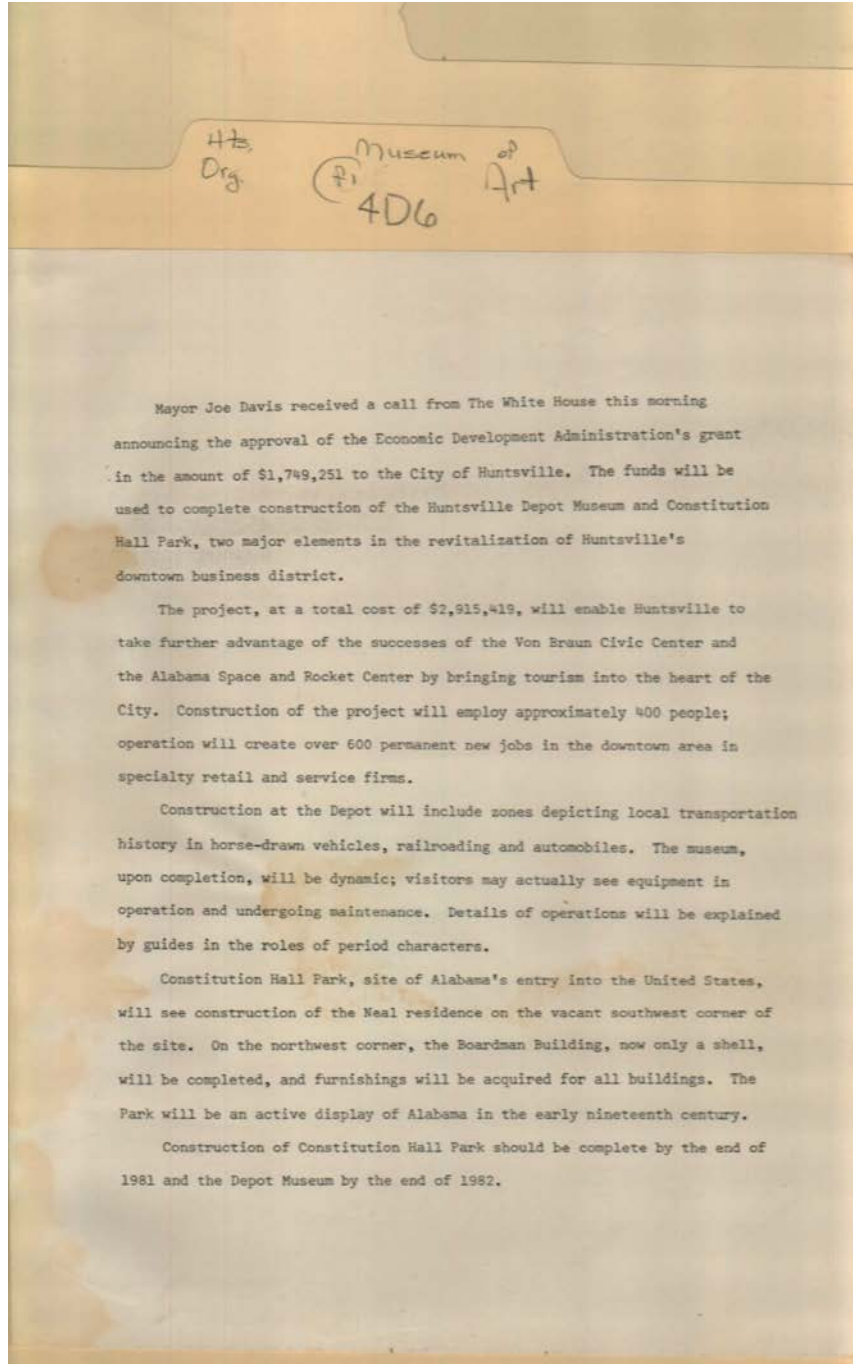 Hts.
Org.
Museum of
Art
4D6
Mayor Joe Davis received a call from The White House this morning
announcing the approval of the Economic Development Administration's grant
in the amount of $1,749,251 to the City of Huntsville. The funds will be
used to complete construction of the Huntsville Depot Museum and Constitution
Hall Park, two major elements in the revitalization of Huntsville's
downtown business district.
The project, at a total cost of $2,915,419, will enable Huntsville to
take further advantage of the successes of the Von Braun Civic Center and
the Alabama Space and Rocket Center by bringing tourism into the heart of the
City. Construction of the project will employ approximately 400 people;
operation will create over 600 permanent new jobs in the downtown area in
specialty retail and service firms.
Construction at the Depot will include zones depicting local transportation
history in horse-drawn vehicles, railroading and automobiles. The museum,
upon completion, will be dynamic; visitors may actually see equipment in
operation and undergoing maintenance. Details of operations will be explained
by guides in the roles of period characters.
Constitution Hall Park, site of Alabama's entry into the United States,
will see construction of the Neal residence on the vacant southwest corner of
the site. On the northwest corner, the Boardman Building, now only a shell,
will be completed, and furnishings will be acquired for all buildings. The
Park will be an active display of Alabama in the early nineteenth century.
Construction of Constitution Hall Park should be complete by the end of
1981 and the Depot Museum by the end of 1982.